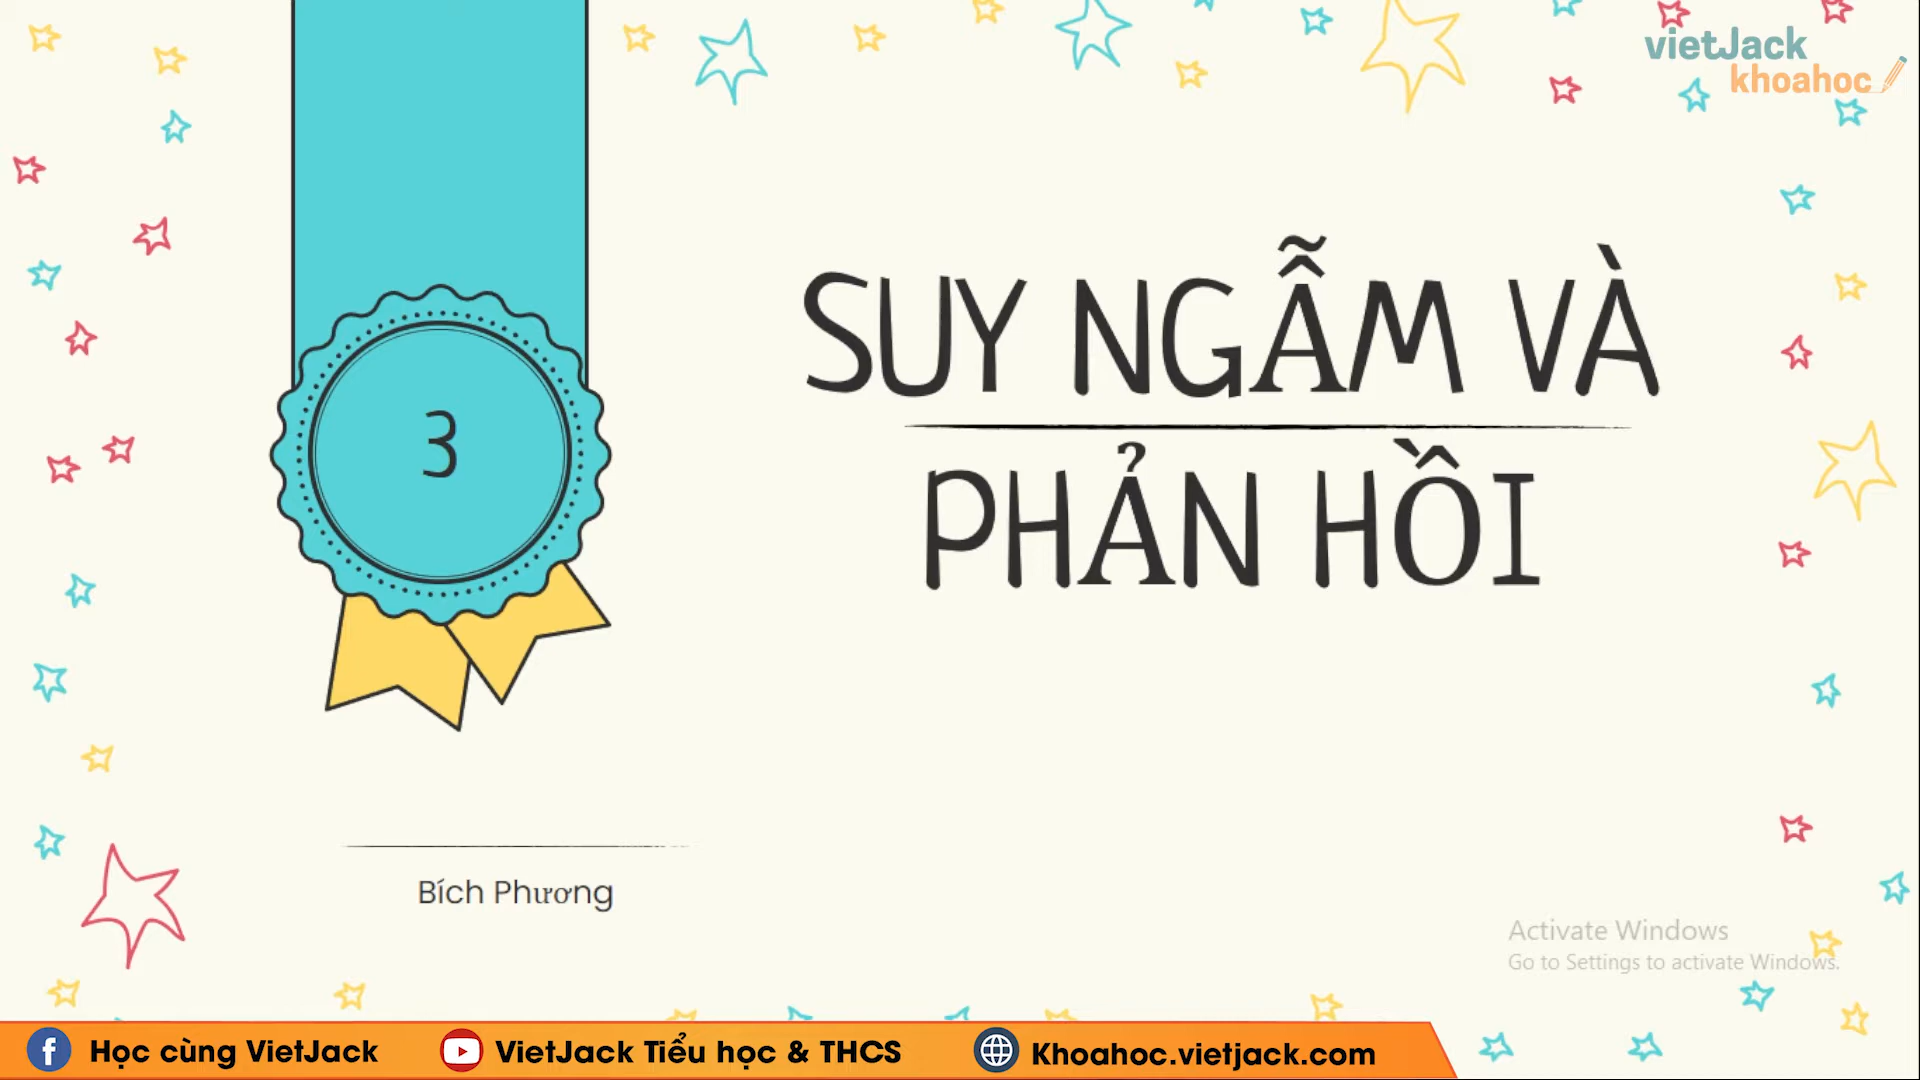 vietJack
khoahoc
SUY NGẪM VÀ
PHẢN HỒI
3
Bích Phương
Activate Windows
Go to Settings to activate Windows.
Học cùng VietJack
VietJack Tiểu học & THCS
Khoahoc.vietjack.com